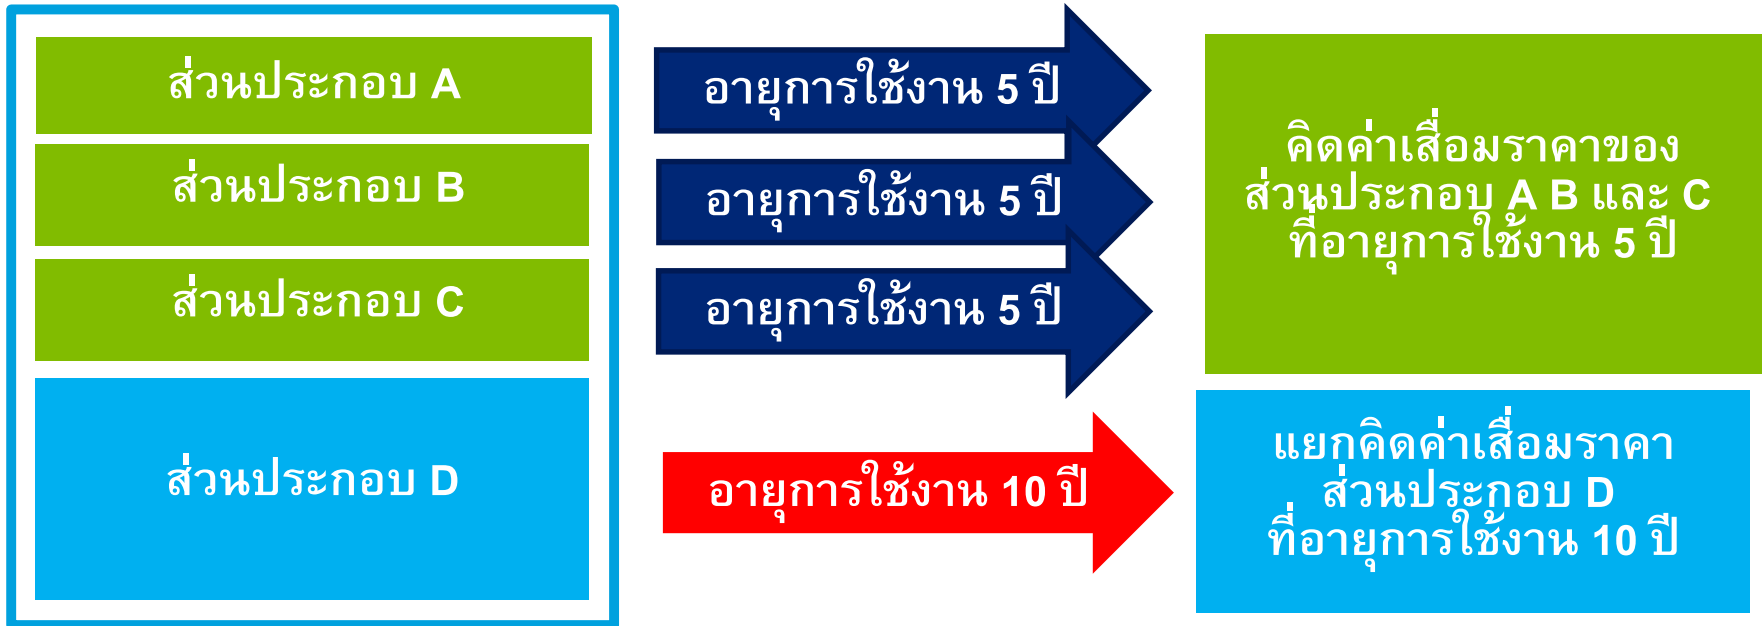 ส่วนประกอบ A
อายุการใช้งาน 5 ปี
ส่วนประกอบ B
อายุการใช้งาน 5 ปี
ส่วนประกอบ C
อายุการใช้งาน 5 ปี
คิดค่าเสื่อมราคาของ
ส่วนประกอบ A B และ C
ที่อายุการใช้งาน 5 ปี
ส่วนประกอบ D
อายุการใช้งาน 10 ปี
แยกคิดค่าเสื่อมราคา
ส่วนประกอบ D
ที่อายุการใช้งาน 10 ปี